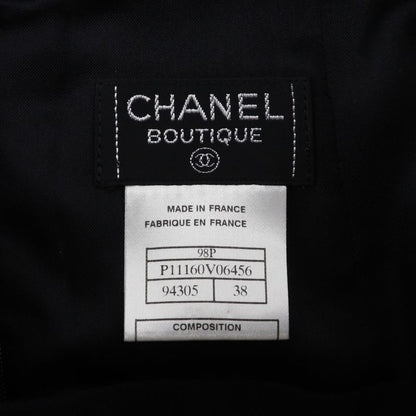 CHANEL
BOUTIQUE
MADE IN FRANCE
FABRIQUE EN FRANCE
98P
P11160V06456
94305 38
COMPOSITION